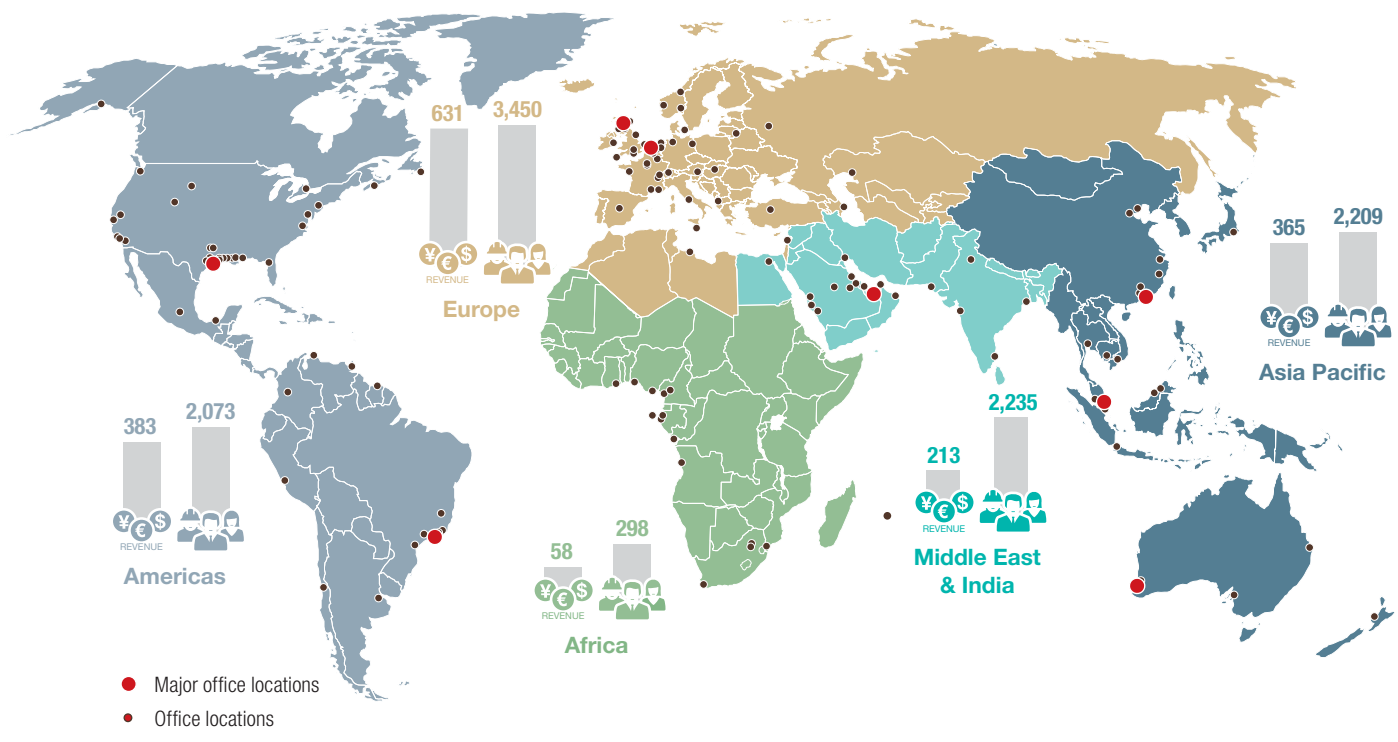 631
3,450
¥ € $
REVENUE
Europe
365
2,209
¥ € $
REVENUE
Asia Pacific
383
2,073
¥ € $
REVENUE
Americas
213
2,235
¥ € $
REVENUE
Middle East
& India
58
298
¥ € $
REVENUE
Africa
Major office locations
Office locations